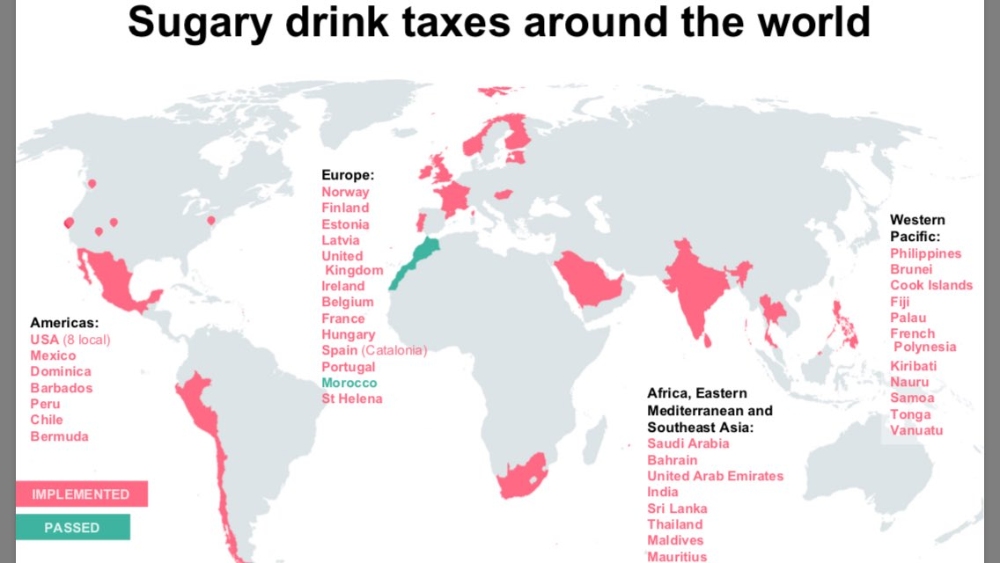 Sugary drink taxes around the world
Europe:
Norway
Finland
Estonia
Latvia
United
Kingdom
Ireland
Belgium
France
Hungary
Spain (Catalonia)
Portugal
Morocco
St Helena
Americas:
USA (8 local)
Mexico
Dominica
Barbados
Peru
Chile
Bermuda
IMPLEMENTED
PASSED
Africa, Eastern
Mediterranean and
Southeast Asia:
Saudi Arabia
Bahrain
United Arab Emirates
India
Sri Lanka
Thailand
Maldives
Mauritius
Western
Pacific:
Philippines
Brunei
Cook Islands
Fiji
Palau
French
Polynesia
Kiribati
Nauru
Samoa
Tonga
Vanuatu